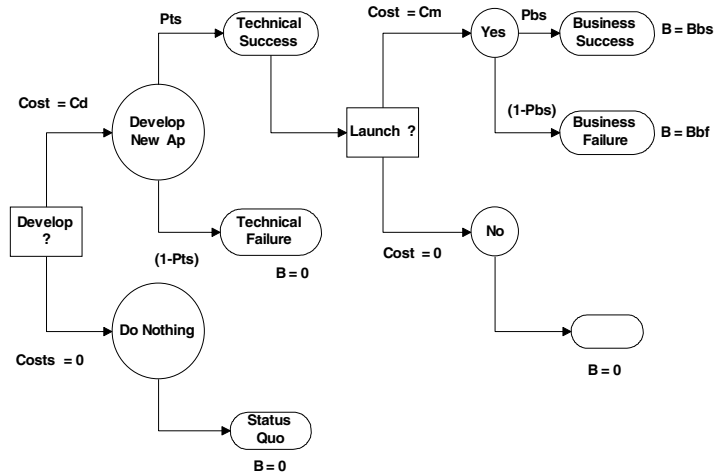 Pts
Technical
Success
Cost = Cm
Yes
Pbs
Business
Success
B = Bbs
Cost = Cd
Develop
New Ap
Launch ?
(1-Pbs)
Business
Failure
B = Bbf
Develop
?
Technical
Failure
(1-Pts)
B = 0
Cost = 0
No
Do Nothing
Costs = 0
B = 0
Status
Quo
B = 0